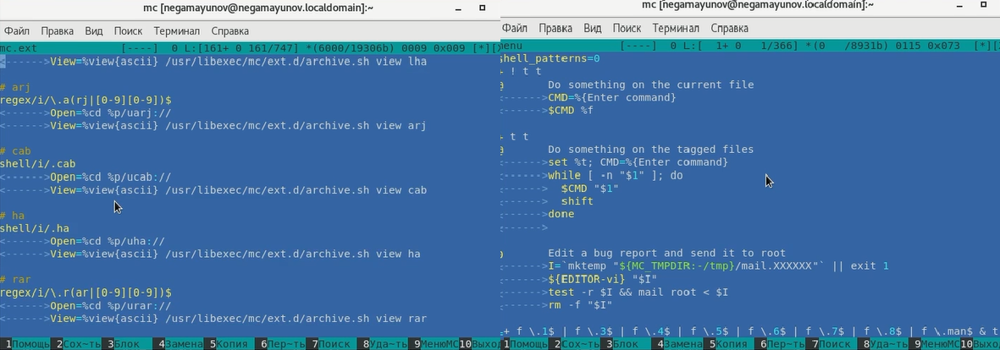 mc [negamayunov@negamayunov.localdomain]:~
Файл Правка Вид Поиск Терминал Справка
mc.ext [----] 0 L:[161+ 0 161/747] *(6000/19306b) 0009 0x009 [*][
<------>View=%view{ascii} /usr/libexec/mc/ext.d/archive.sh view lha
# arj
regex/i/\.a(rj|[0-9][0-9])$
<------>Open=%cd %p/uarj://
<------>View=%view{ascii} /usr/libexec/mc/ext.d/archive.sh view arj
# cab
shell/i/.cab
<------>Open=%cd %p/ucab://
<------>View=%view{ascii} /usr/libexec/mc/ext.d/archive.sh view cab
# ha
shell/i/.ha
<------>Open=%cd %p/uha://
<------>View=%view{ascii} /usr/libexec/mc/ext.d/archive.sh view ha
# rar
regex/i/\.r(ar|[0-9][0-9])$
<------>Open=%cd %p/urar://
<------>View=%view{ascii} /usr/libexec/mc/ext.d/archive.sh view rar
1Помощь 2Сох~ть 3Блок 4Замена 5Копия 6Пер~ть 7Поиск 8Уда~ть 9МенюМС 10Выхо
mc [negamayunov@negamayunov.localdomain]:~
Файл Правка Вид Поиск Терминал Справка
menu [----] 0 L:[ 1+ 0 1/366] *(0 /8931b) 0115 0x073 [*][
shell_patterns=0
+ ! t t
@ Do something on the current file
------>CMD=%{Enter command}
------>$CMD %f
+ t t
@ Do something on the tagged files
------>set %t; CMD=%{Enter command}
------>while [ -n "$1" ]; do
------> $CMD "$1"
------> shift
------>done
------>
@ Edit a bug report and send it to root
------>I=`mktemp "${MC_TMPDIR:-/tmp}/mail.XXXXXX"` || exit 1
------>${EDITOR-vi} "$I"
------>test -r $I && mail root < $I
------>rm -f "$I"
+ f \.1$ | f \.3$ | f \.4$ | f \.5$ | f \.6$ | f \.7$ | f \.8$ | f \.man$ & t
1Помощь 2Сох~ть 3Блок 4Замена 5Копия 6Пер~ть 7Поиск 8Уда~ть 9МенюМС 10Выхо